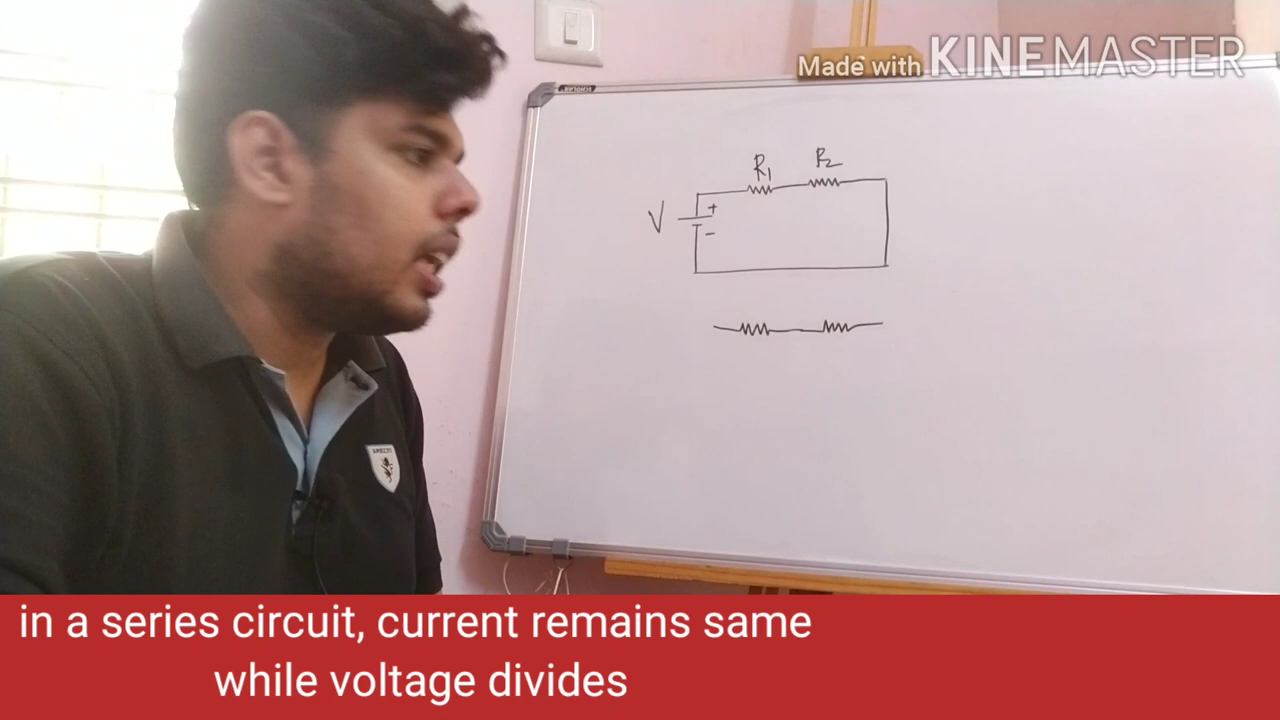 Made with KINEMASTER
R1 R2
V
+
-
in a series circuit, current remains same
while voltage divides